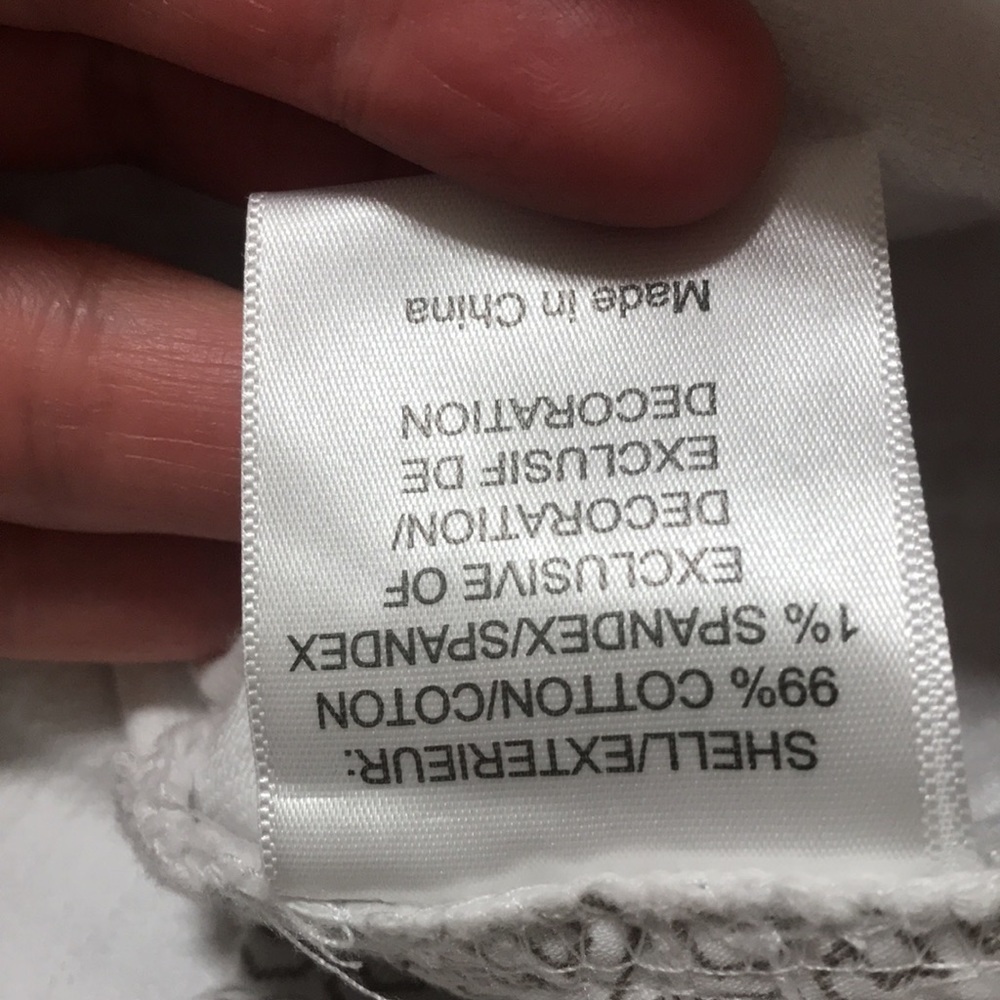 SHELL/EXTERIEUR:
99% COTTON/COTON
1% SPANDEX/SPANDEX
EXCLUSIVE OF
DECORATION/
EXCLUSIF DE
DECORATION
Made in China